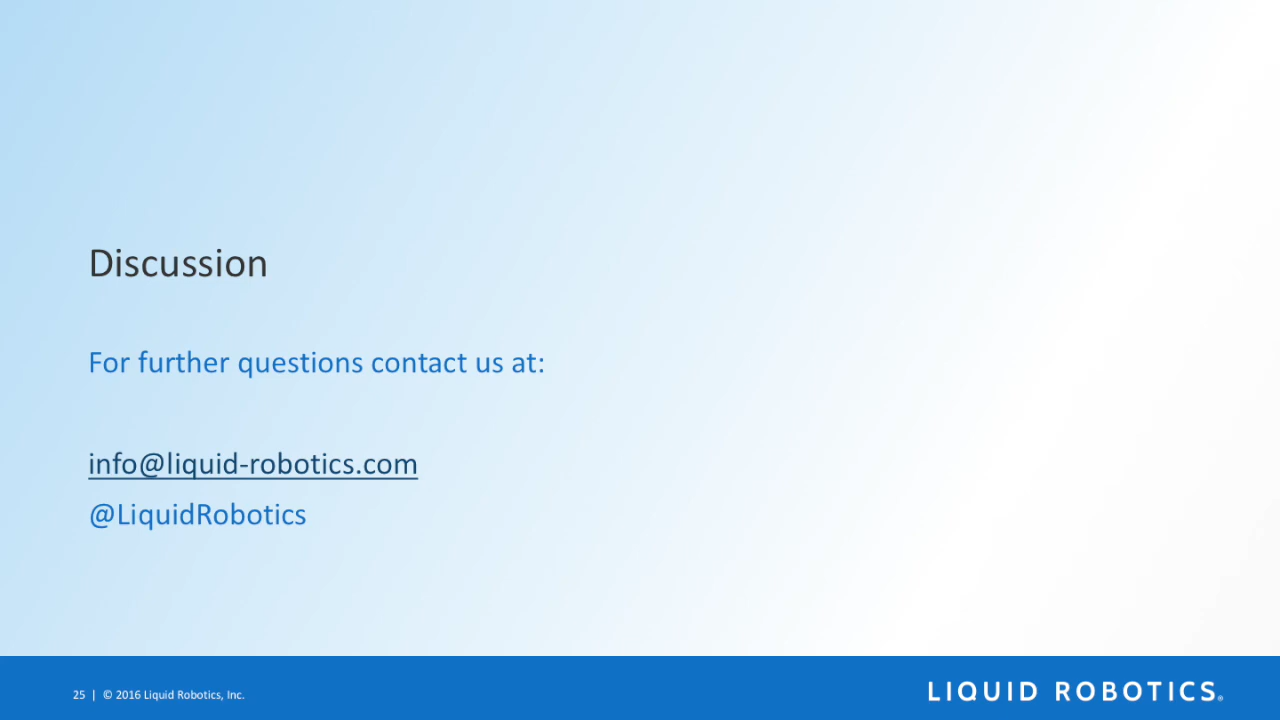 Discussion
For further questions contact us at:
info@liquid-robotics.com
@LiquidRobotics
25 | © 2016 Liquid Robotics, Inc.
LIQUID ROBOTICS®